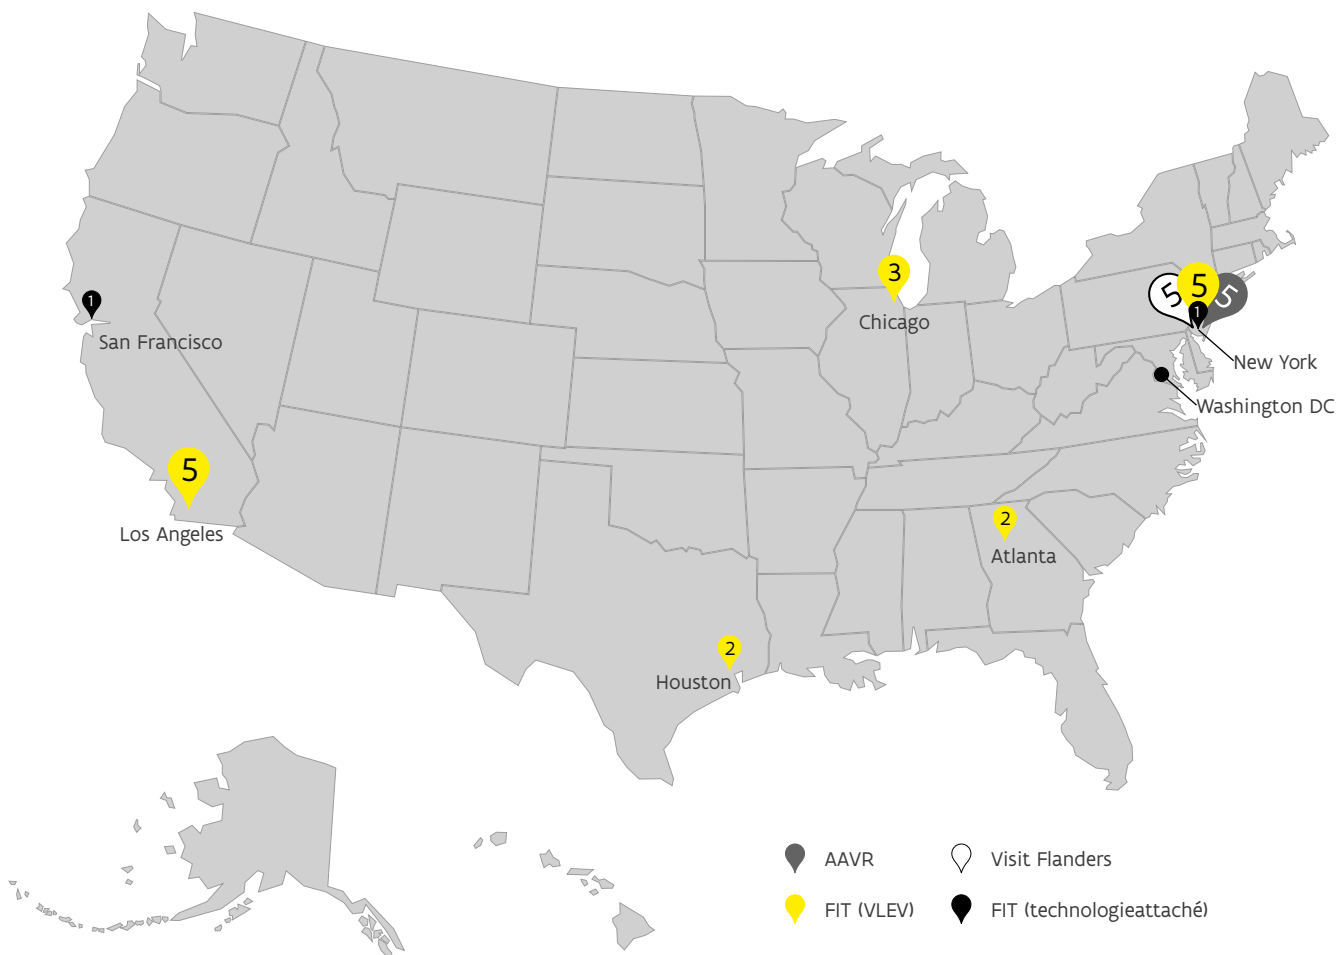 3
Chicago
5
5
5
1
New York
Washington DC
1
San Francisco
5
Los Angeles
2
Atlanta
2
Houston
AAVR
Visit Flanders
FIT (VLEV)
FIT (technologieattaché)